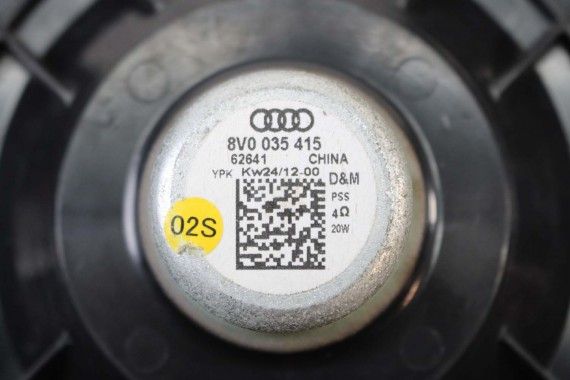 8V0 035 415
62641 CHINA
YPK Kw24/12-00
D&M
PSS
4Ω
20W
02S